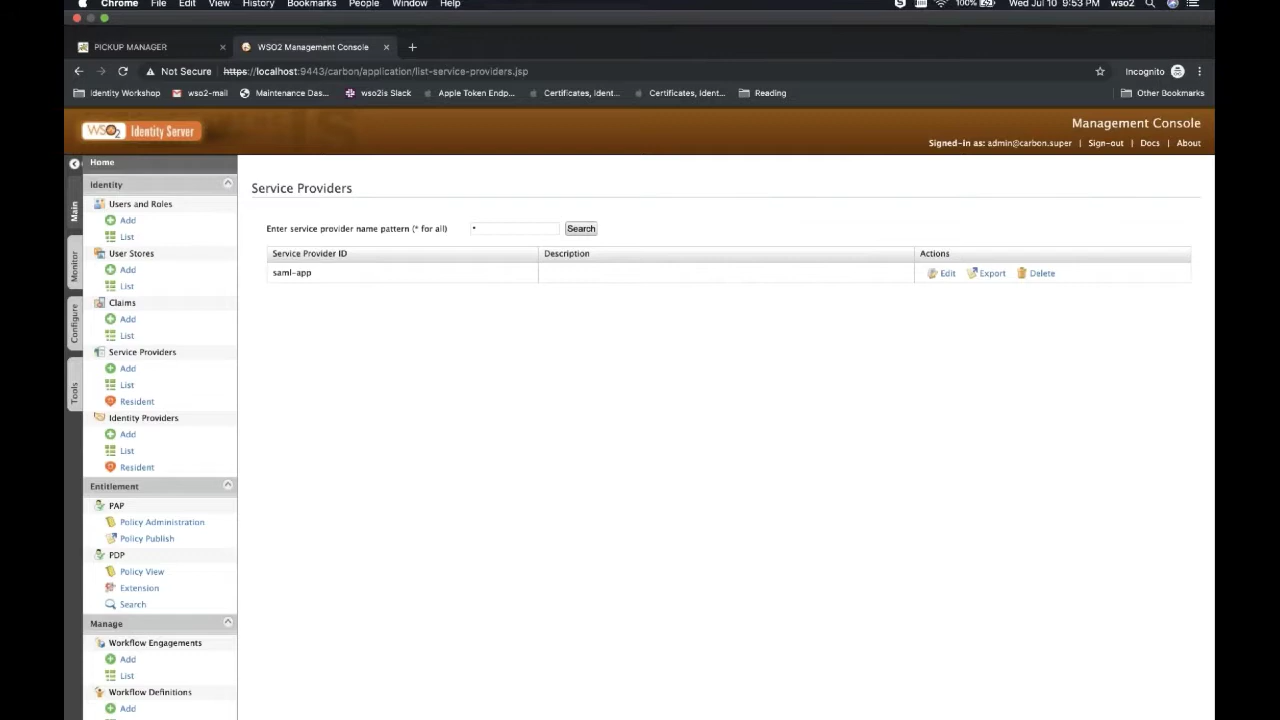 Chrome File Edit View History Bookmarks People Window Help 100% Wed Jul 10 9:53 PM wso2
PICKUP MANAGER × WSO2 Management Console × +
Not Secure https://localhost:9443/carbon/application/list-service-providers.jsp Incognito
Identity Workshop wso2-mail Maintenance Das... wso2is Slack Apple Token Endp... Certificates, Ident... Certificates, Ident... Reading Other Bookmarks
WSO2 Identity Server
Management Console
Signed-in as: admin@carbon.super | Sign-out | Docs | About
Home
Main
Monitor
Configure
Tools
Identity
Users and Roles
Add
List
User Stores
Add
List
Claims
Add
List
Service Providers
Add
List
Resident
Identity Providers
Add
List
Resident
Entitlement
PAP
Policy Administration
Policy Publish
PDP
Policy View
Extension
Search
Manage
Workflow Engagements
Add
List
Workflow Definitions
Add
Service Providers
Enter service provider name pattern (* for all) * Search
Service Provider ID Description Actions
saml-app Edit Export Delete